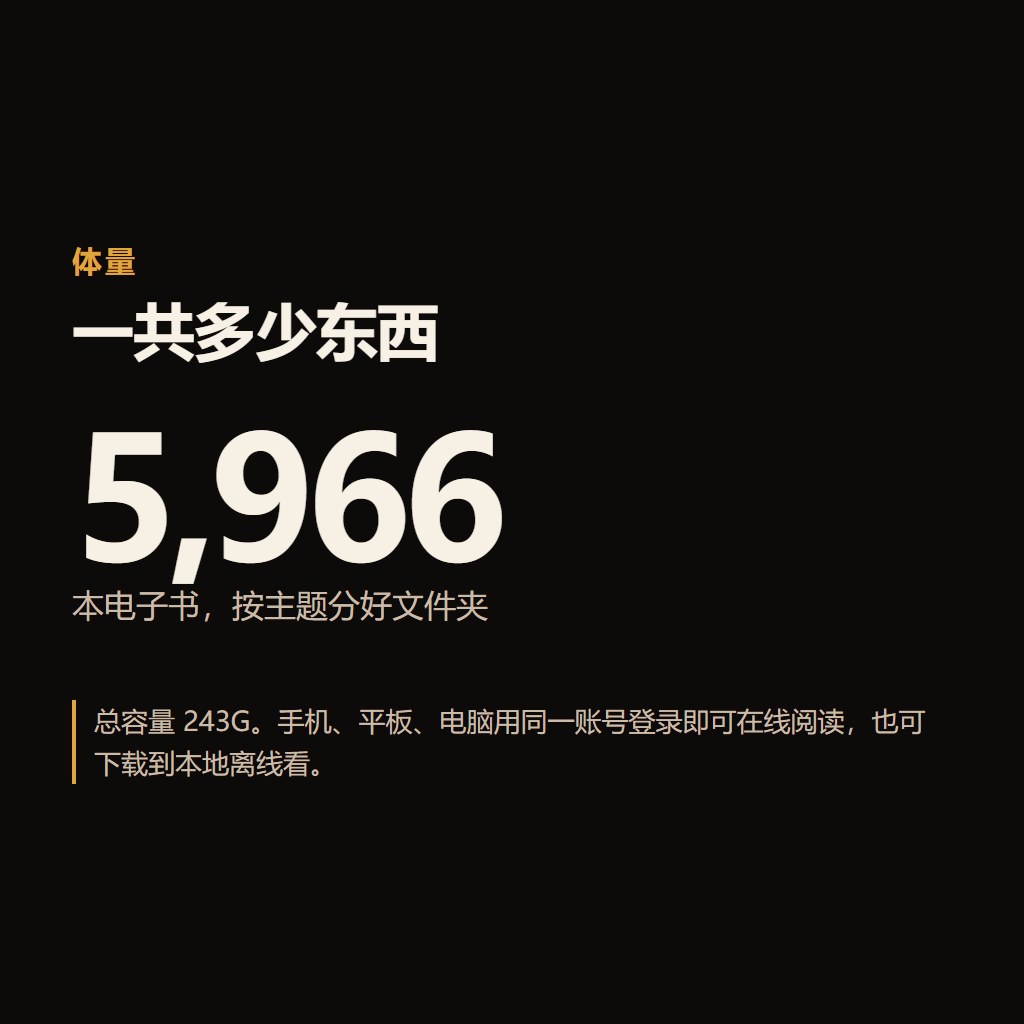 体量
一共多少东西
5,966
本电子书，按主题分好文件夹
总容量 243G。手机、平板、电脑用同一账号登录即可在线阅读，也可
下载到本地离线看。